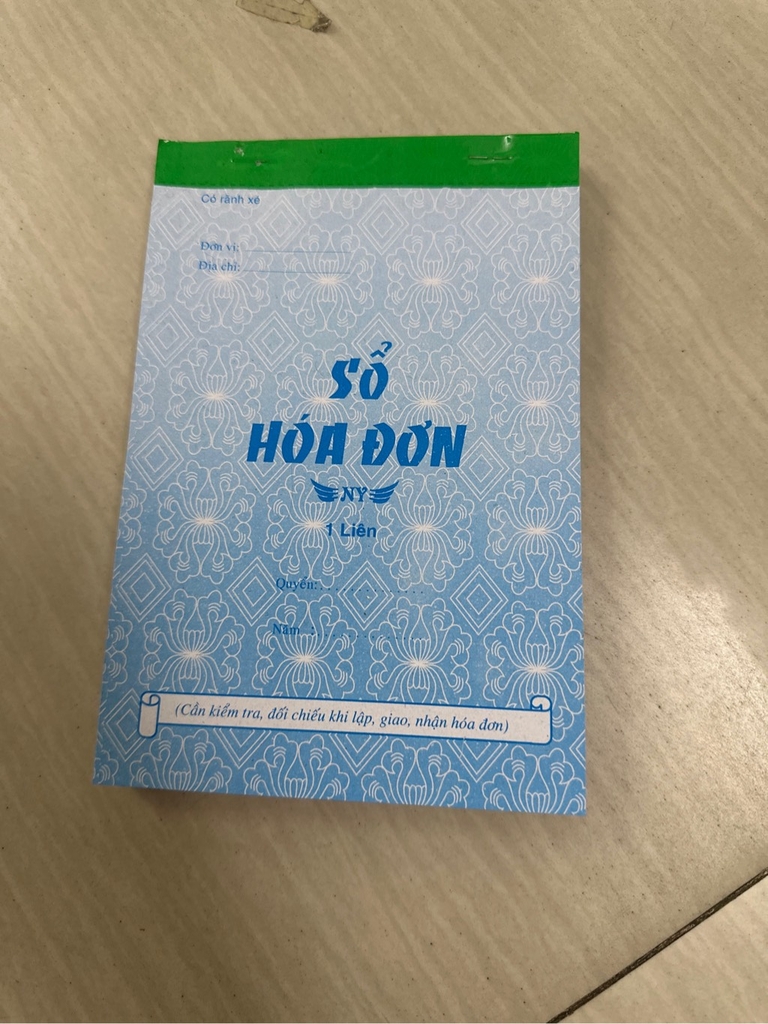 Có rãnh xé
Đơn vị:
Địa chỉ:
SỔ
HÓA ĐƠN
NY
1 Liên
Quyển:..............
Năm :..............
(Cần kiểm tra, đối chiếu khi lập, giao, nhận hóa đơn)